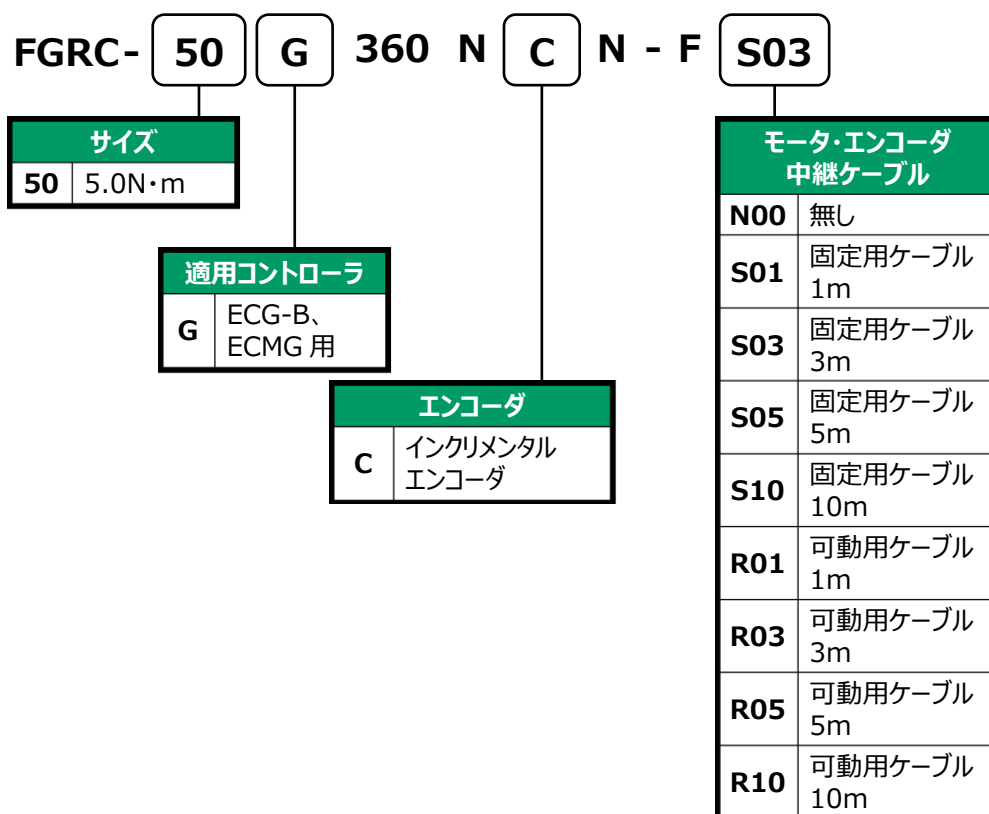 FGRC- 50 G 360 N C N - F S03
サイズ
50 5.0N・m
適用コントローラ
G ECG-B、
ECMG 用
エンコーダ
C インクリメンタル
エンコーダ
モータ・エンコーダ
中継ケーブル
N00 無し
S01 固定用ケーブル
1m
S03 固定用ケーブル
3m
S05 固定用ケーブル
5m
S10 固定用ケーブル
10m
R01 可動用ケーブル
1m
R03 可動用ケーブル
3m
R05 可動用ケーブル
5m
R10 可動用ケーブル
10m